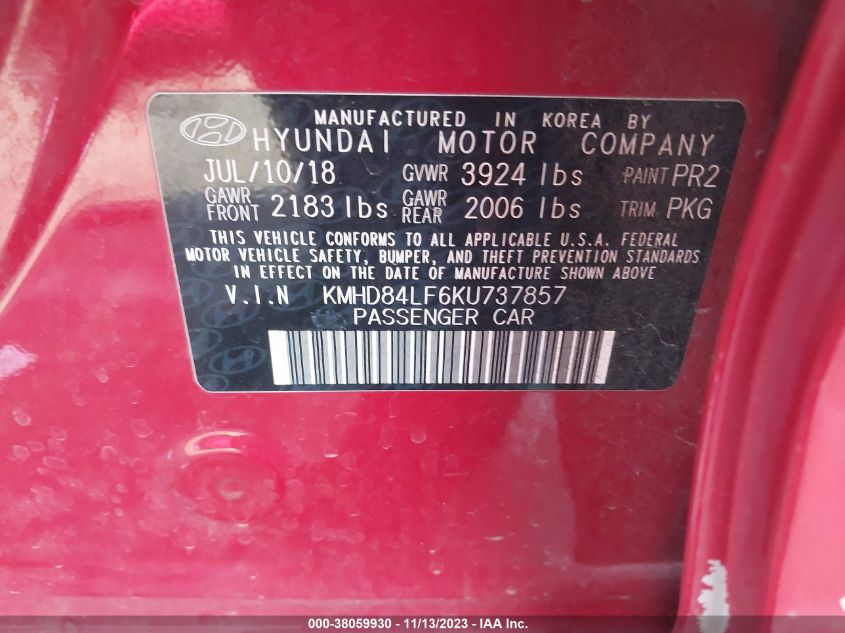 MANUFACTURED IN KOREA BY
HYUNDAI MOTOR COMPANY
JUL/10/18 GVWR 3924 lbs PAINT PR2
GAWR FRONT 2183 lbs GAWR REAR 2006 lbs TRIM PKG
THIS VEHICLE CONFORMS TO ALL APPLICABLE U.S.A. FEDERAL
MOTOR VEHICLE SAFETY, BUMPER, AND THEFT PREVENTION STANDARDS
IN EFFECT ON THE DATE OF MANUFACTURE SHOWN ABOVE
V.I.N KMHD84LF6KU737857
PASSENGER CAR
000-38059930 - 11/13/2023 - IAA Inc.